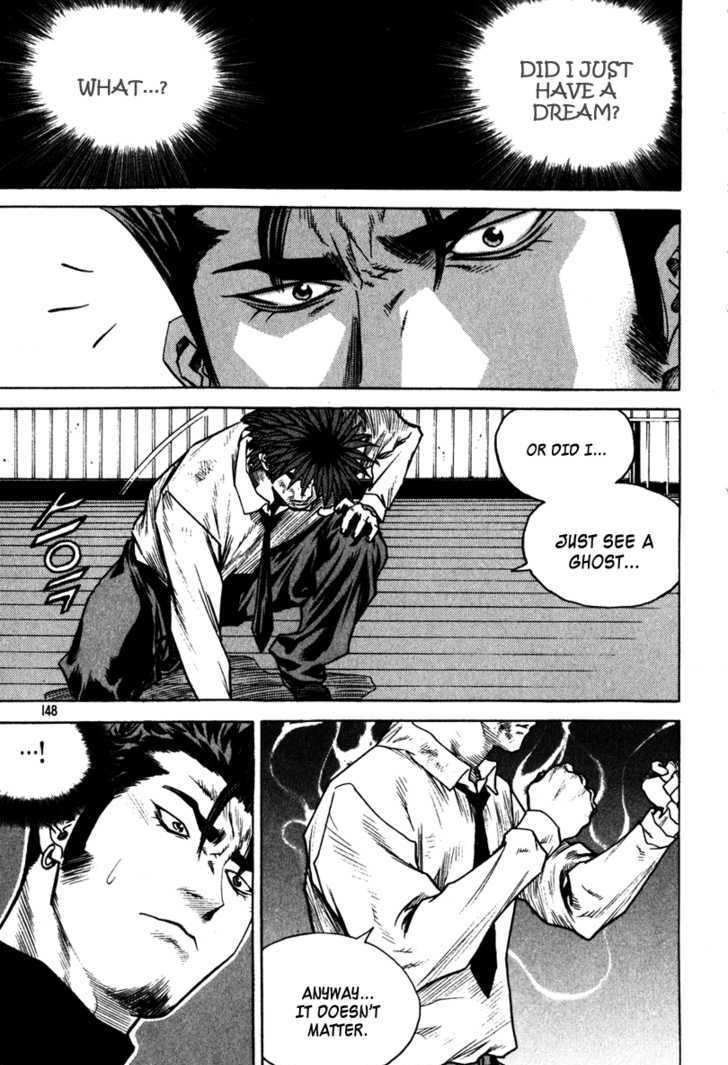 WHAT...?
DID I JUST
HAVE A
DREAM?
OR DID I...
JUST SEE A
GHOST...
148
...!
ANYWAY...
IT DOESN'T
MATTER.